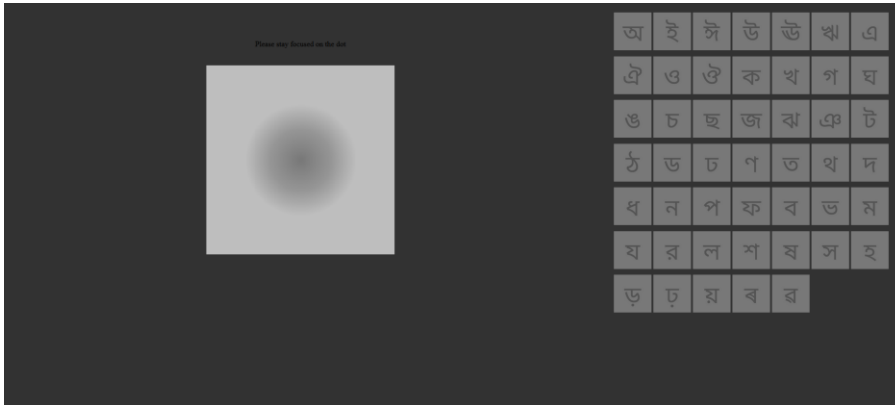 Please stay focused on the dot
অ ই ঈ উ ঊ ঋ এ
ঐ ও ঔ ক খ গ ঘ
ঙ চ ছ জ ঝ ঞ ট
ঠ ড ঢ ণ ত থ দ
ধ ন প ফ ব ভ ম
য র ল শ ষ স হ
ড় ঢ় য় ৰ ৱ